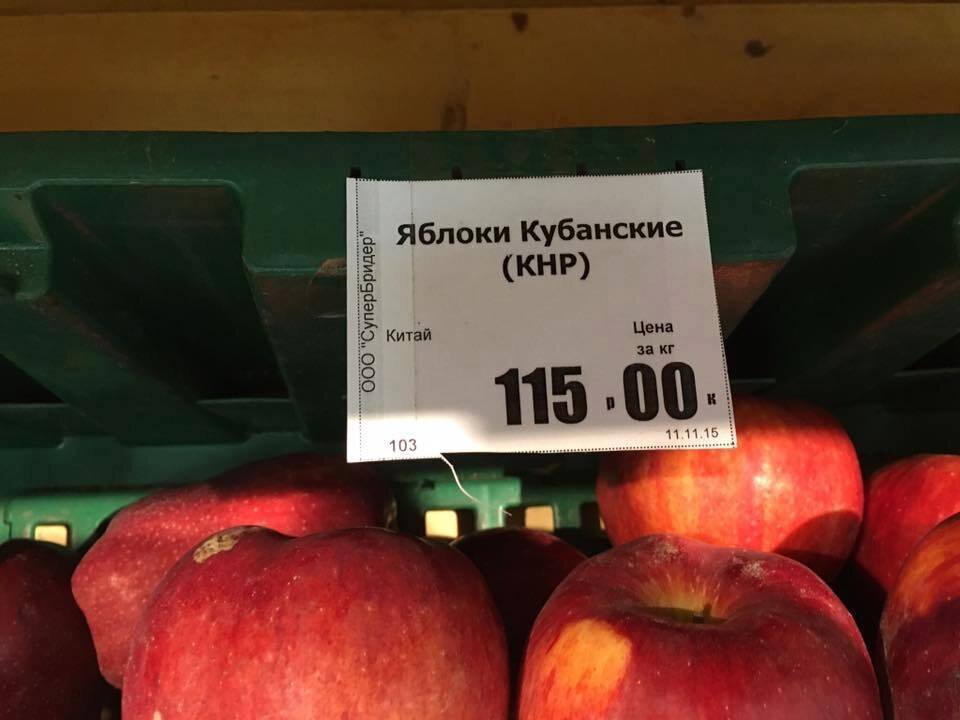 ООО "СуперБридер"
Яблоки Кубанские
(КНР)
Китай
Цена
за кг
115 р 00 к
103
11.11.15